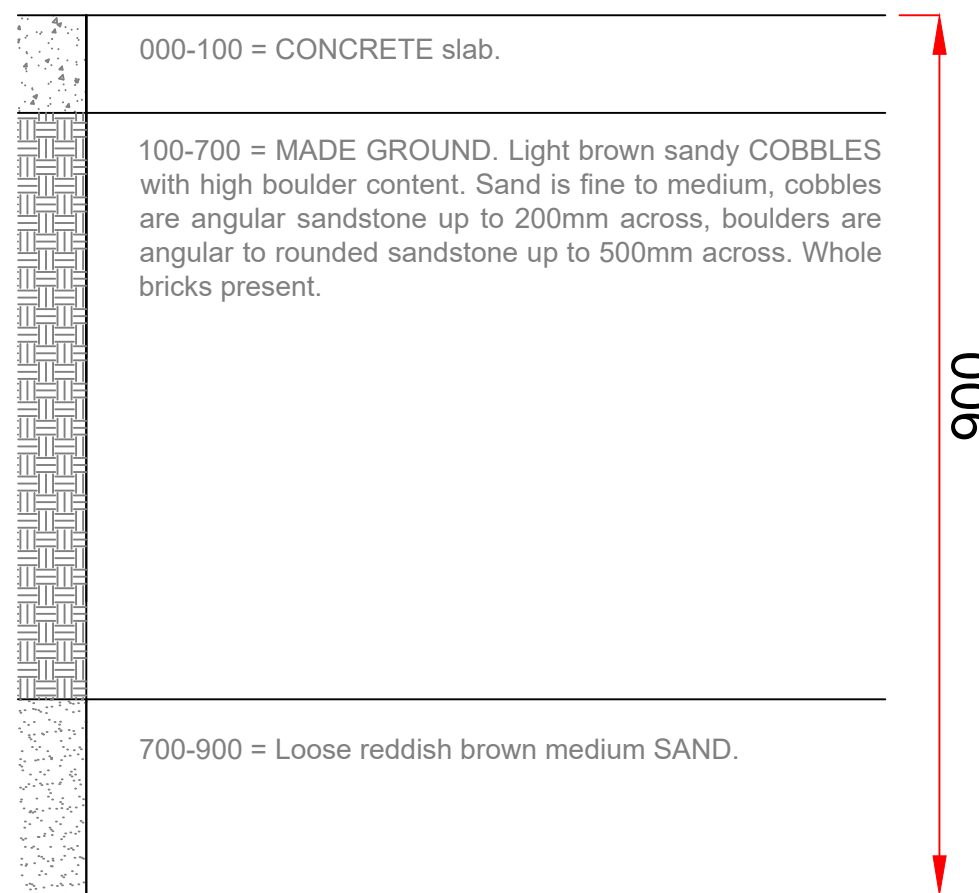 000-100 = CONCRETE slab.
100-700 = MADE GROUND. Light brown sandy COBBLES
with high boulder content. Sand is fine to medium, cobbles
are angular sandstone up to 200mm across, boulders are
angular to rounded sandstone up to 500mm across. Whole
bricks present.
900
700-900 = Loose reddish brown medium SAND.